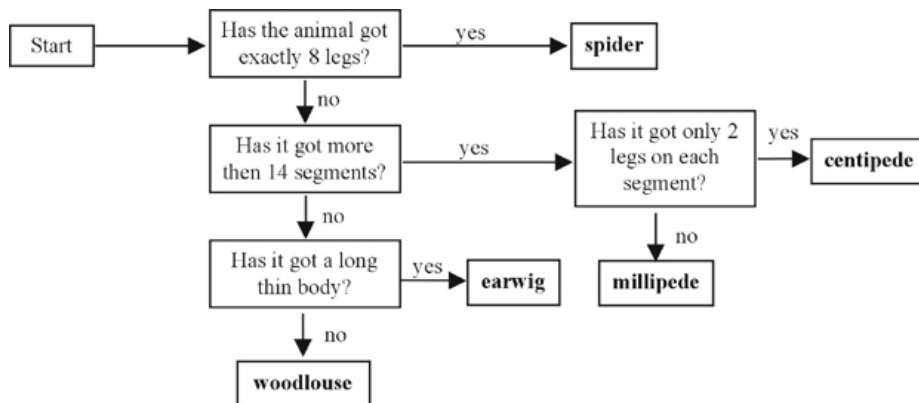 Start
Has the animal got
exactly 8 legs?
yes
spider
no
Has it got more
then 14 segments?
yes
Has it got only 2
legs on each
segment?
yes
centipede
no
no
millipede
Has it got a long
thin body?
yes
earwig
no
woodlouse